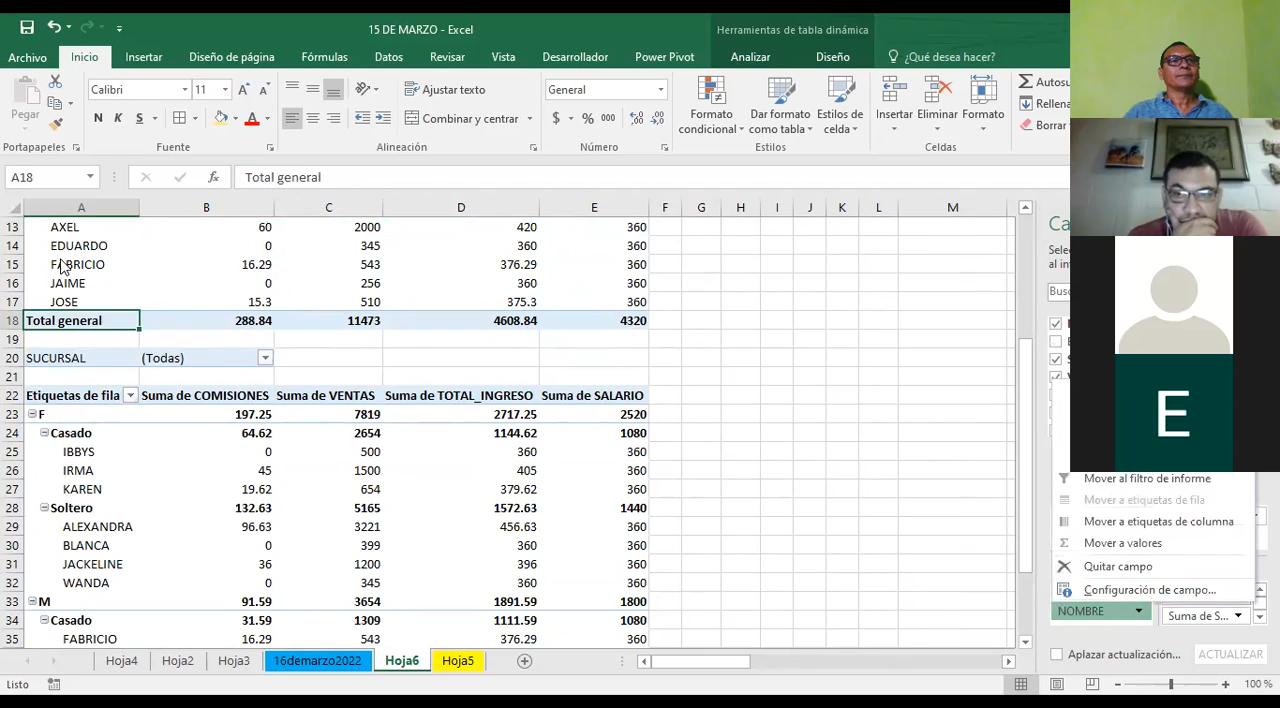 15 DE MARZO - Excel
Herramientas de tabla dinámica
Archivo Inicio Insertar Diseño de página Fórmulas Datos Revisar Vista Desarrollador Power Pivot Analizar Diseño ¿Qué desea hacer?
Pegar
Calibri 11
N K S
Ajustar texto
Combinar y centrar
General
$ % 000
Formato condicional
Dar formato como tabla
Estilos de celda
Insertar Eliminar Formato
Autosu
Rellena
Borrar
Portapapeles Fuente Alineación Número Estilos Celdas
A18 fx Total general
A B C D E F G H I J K L M
13 AXEL 60 2000 420 360
14 EDUARDO 0 345 360 360
15 FABRICIO 16.29 543 376.29 360
16 JAIME 0 256 360 360
17 JOSE 15.3 510 375.3 360
18 Total general 288.84 11473 4608.84 4320
19
20 SUCURSAL (Todas)
21
22 Etiquetas de fila Suma de COMISIONES Suma de VENTAS Suma de TOTAL_INGRESO Suma de SALARIO
23 F 197.25 7819 2717.25 2520
24 Casado 64.62 2654 1144.62 1080
25 IBBYS 0 500 360 360
26 IRMA 45 1500 405 360
27 KAREN 19.62 654 379.62 360
28 Soltero 132.63 5165 1572.63 1440
29 ALEXANDRA 96.63 3221 456.63 360
30 BLANCA 0 399 360 360
31 JACKELINE 36 1200 396 360
32 WANDA 0 345 360 360
33 M 91.59 3654 1891.59 1800
34 Casado 31.59 1309 1111.59 1080
35 FABRICIO 16.29 543 376.29 360
Ca
Sele
al in
Busc
E
Mover al filtro de informe
Mover a etiquetas de fila
Mover a etiquetas de columna
Mover a valores
Quitar campo
Configuración de campo...
NOMBRE
Suma de S...
Aplazar actualización... ACTUALIZAR
Hoja4 Hoja2 Hoja3 16demarzo2022 Hoja6 Hoja5
Listo
100 %